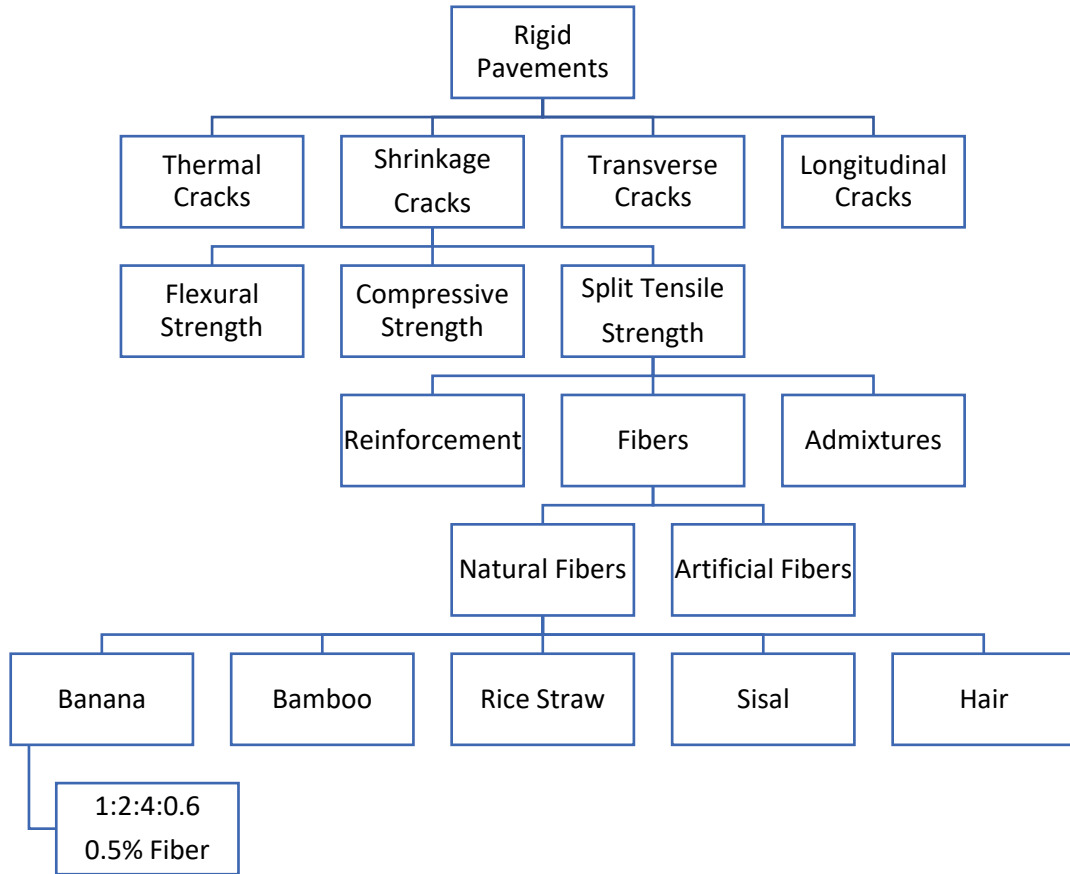 Rigid
Pavements
Thermal
Cracks
Shrinkage
Cracks
Transverse
Cracks
Longitudinal
Cracks
Flexural
Strength
Compressive
Strength
Split Tensile
Strength
Reinforcement
Fibers
Admixtures
Natural Fibers
Artificial Fibers
Banana
Bamboo
Rice Straw
Sisal
Hair
1:2:4:0.6
0.5% Fiber